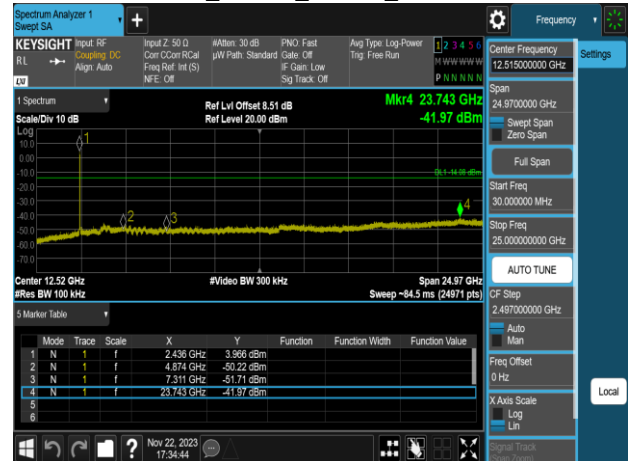 Spectrum Analyzer 1
Swept SA
+
Frequency
KEYSIGHT
RL
LXI
Input: RF
Coupling: DC
Align: Auto
Input Z: 50 Ω
Corr CCorr RCal
Freq Ref: Int (S)
NFE: Off
#Atten: 30 dB
µW Path: Standard
PNO: Fast
Gate: Off
IF Gain: Low
Sig Track: Off
Avg Type: Log-Power
Trig: Free Run
1 2 3 4 5 6
M W W W W W
P N N N N N
1 Spectrum
Scale/Div 10 dB
Ref Lvl Offset 8.51 dB
Ref Level 20.00 dBm
Mkr4 23.743 GHz
-41.97 dBm
Log
10.0
0.00
-10.0
-20.0
-30.0
-40.0
-50.0
-60.0
-70.0
1
2
3
4
DL1 -14.08 dBm
Center 12.52 GHz
#Res BW 100 kHz
#Video BW 300 kHz
Span 24.97 GHz
Sweep ~84.5 ms (24971 pts)
5 Marker Table
Mode Trace Scale X Y Function Function Width Function Value
1 N 1 f 2.436 GHz 3.966 dBm
2 N 1 f 4.874 GHz -50.22 dBm
3 N 1 f 7.311 GHz -51.71 dBm
4 N 1 f 23.743 GHz -41.97 dBm
5
6
?
Nov 22, 2023
17:34:44
Center Frequency
12.515000000 GHz
Span
24.9700000 GHz
Swept Span
Zero Span
Full Span
Start Freq
30.000000 MHz
Stop Freq
25.000000000 GHz
AUTO TUNE
CF Step
2.497000000 GHz
Auto
Man
Freq Offset
0 Hz
X Axis Scale
Log
Lin
Signal Track
(Span Zoom)
Settings
Local